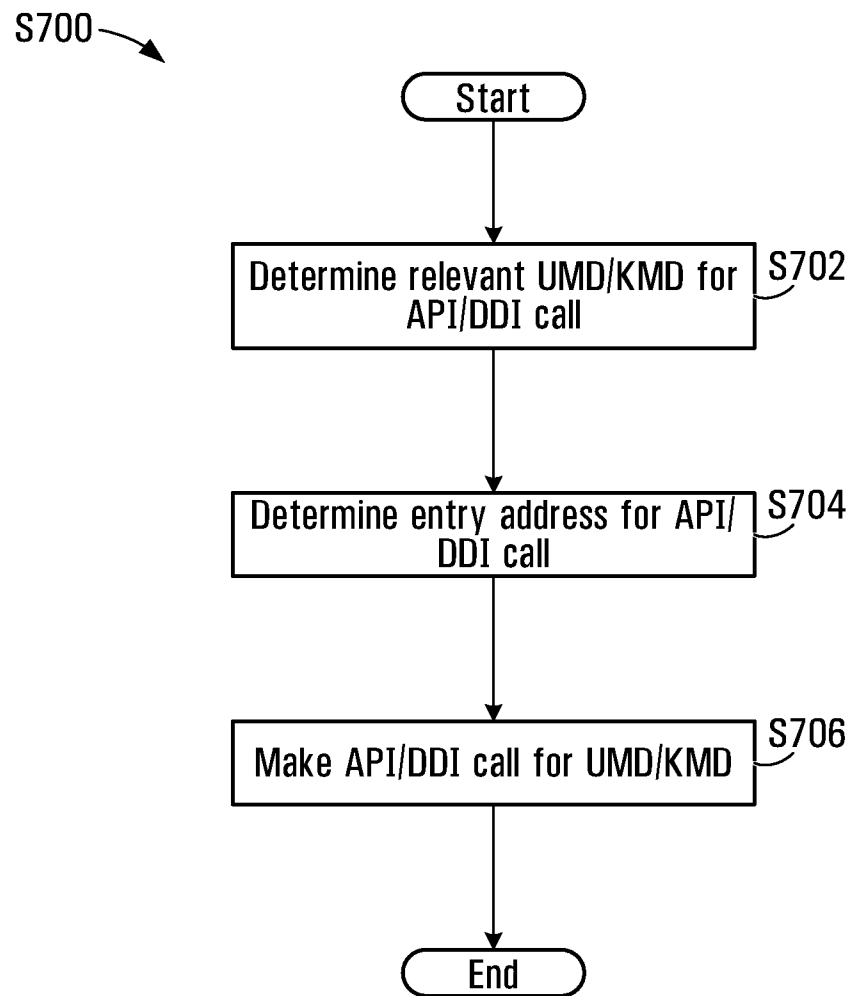 S700
Start
Determine relevant UMD/KMD for
API/DDI call
S702
Determine entry address for API/
DDI call
S704
Make API/DDI call for UMD/KMD
S706
End